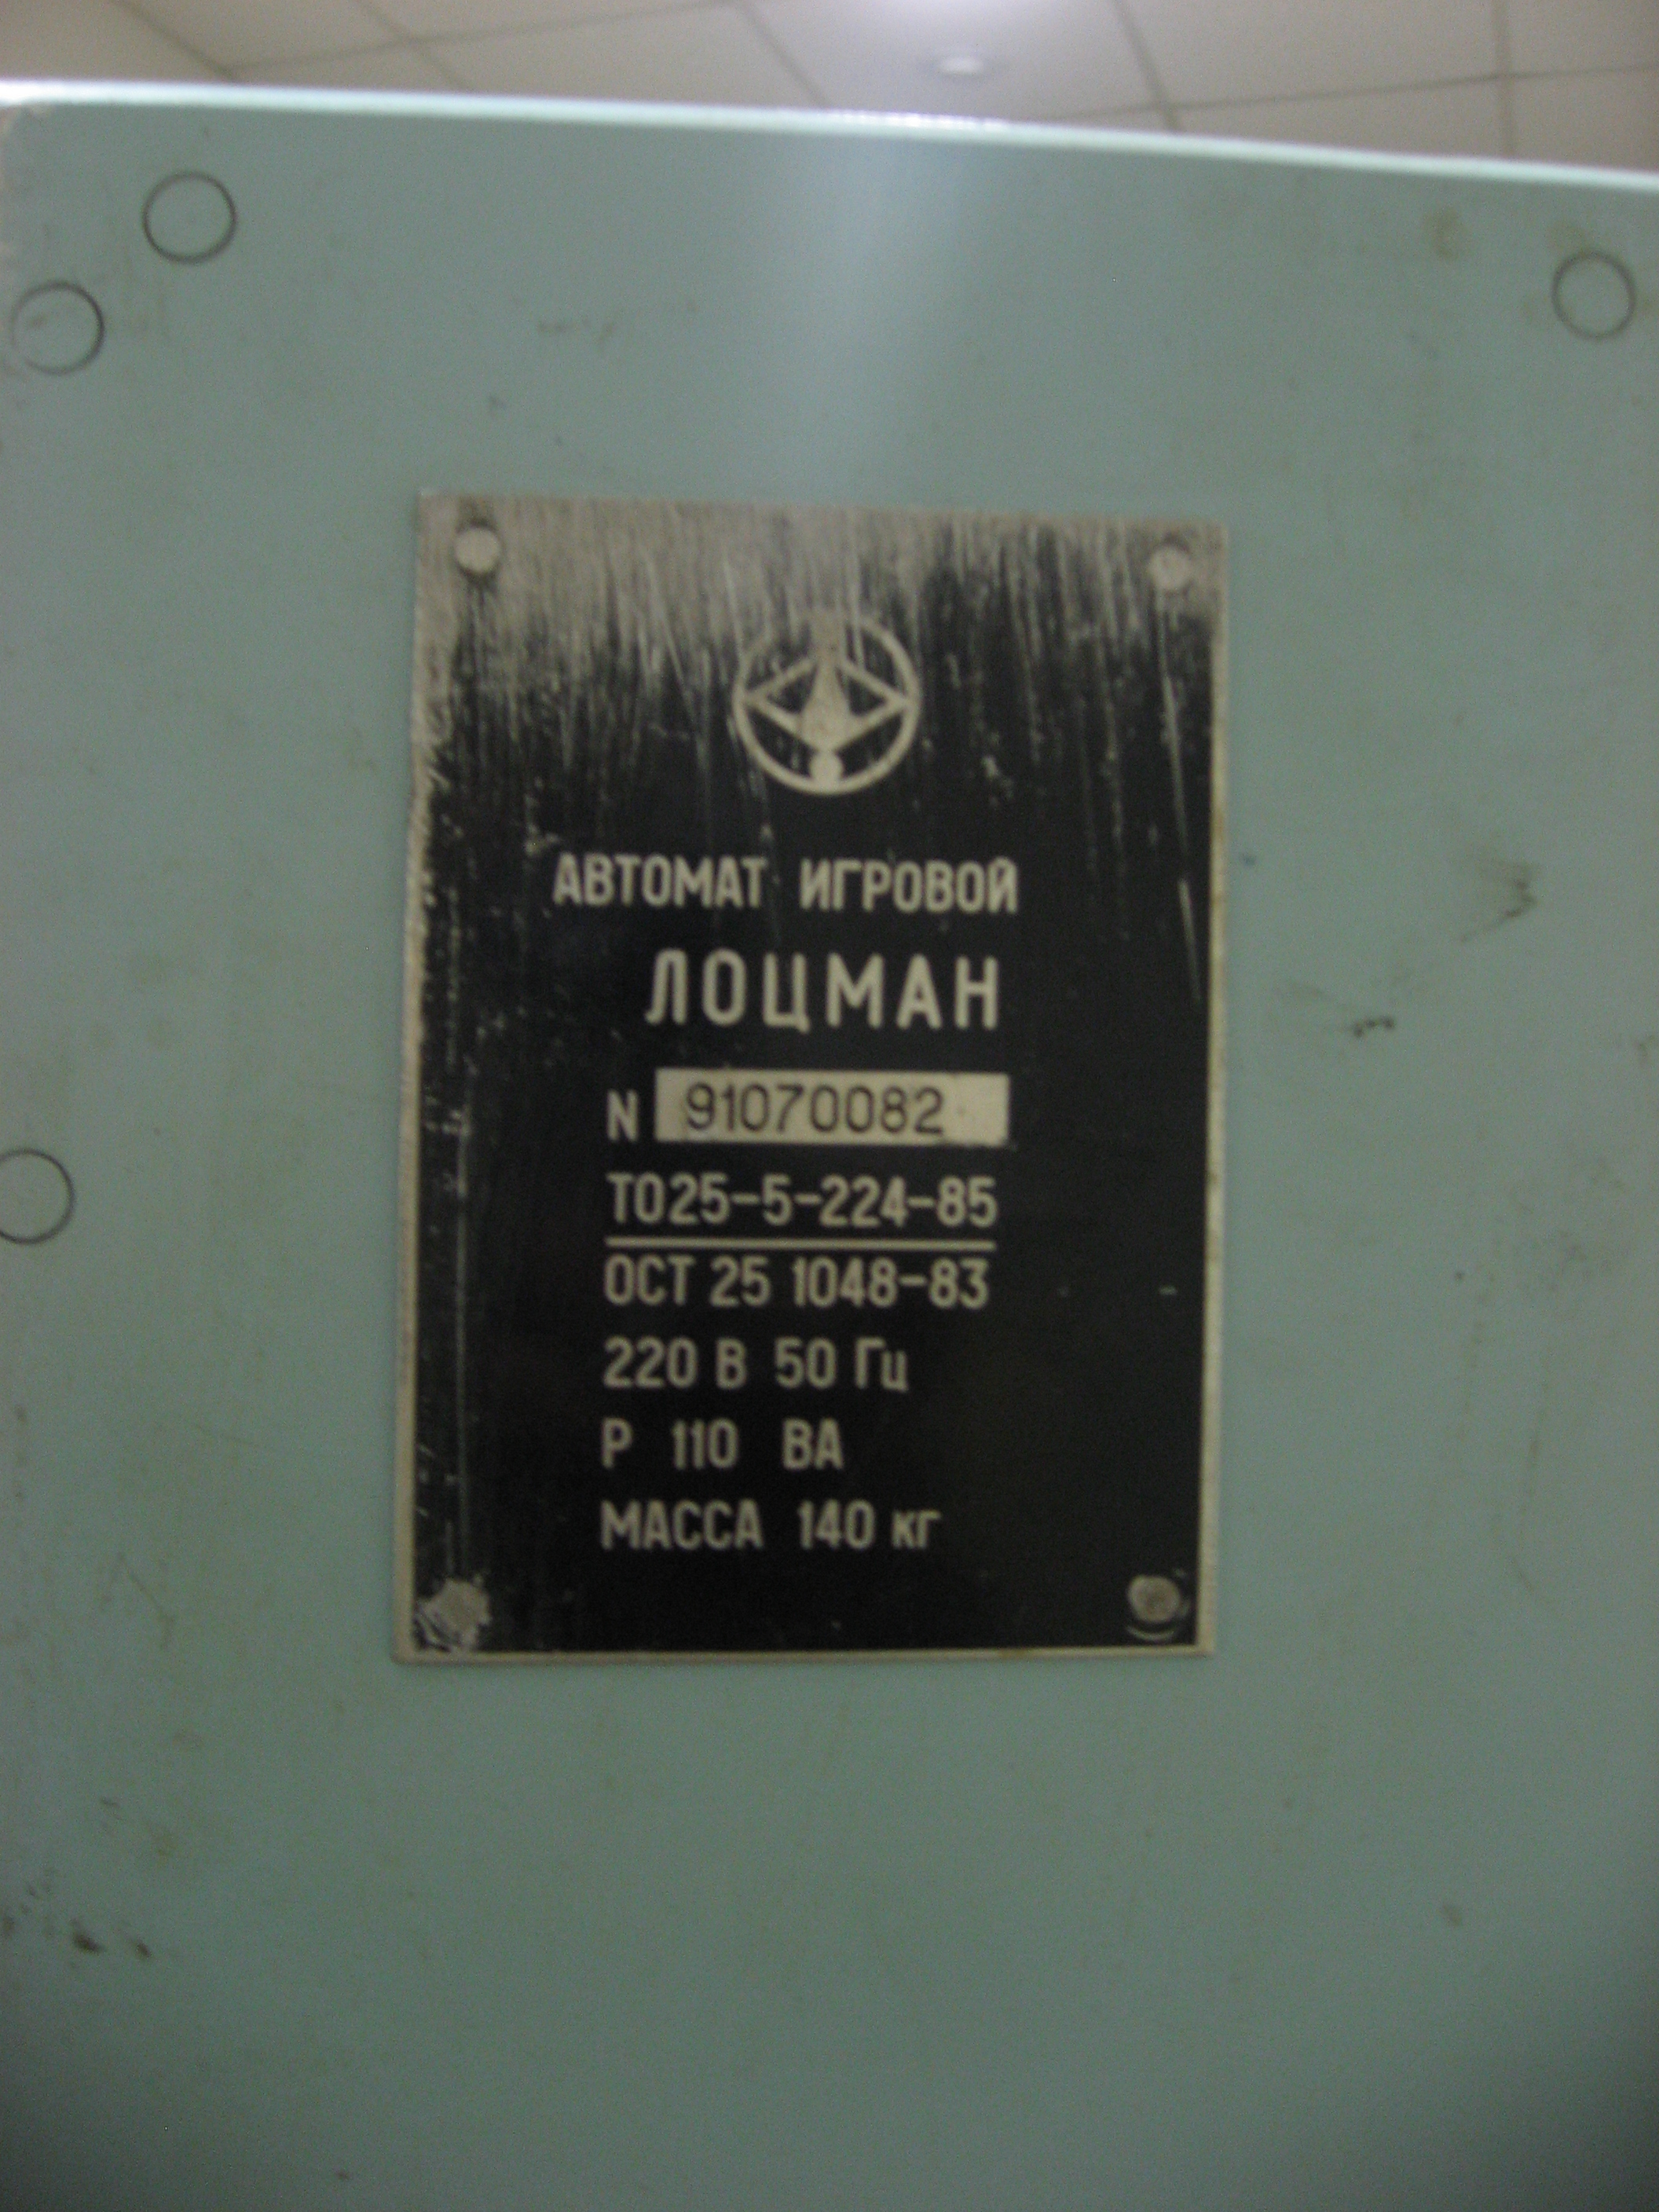 АВТОМАТ ИГРОВОЙ
ЛОЦМАН
N 91070082
ТО25-5-224-85
ОСТ 25 1048-83
220 В 50 Гц
Р 110 ВА
МАССА 140 кг